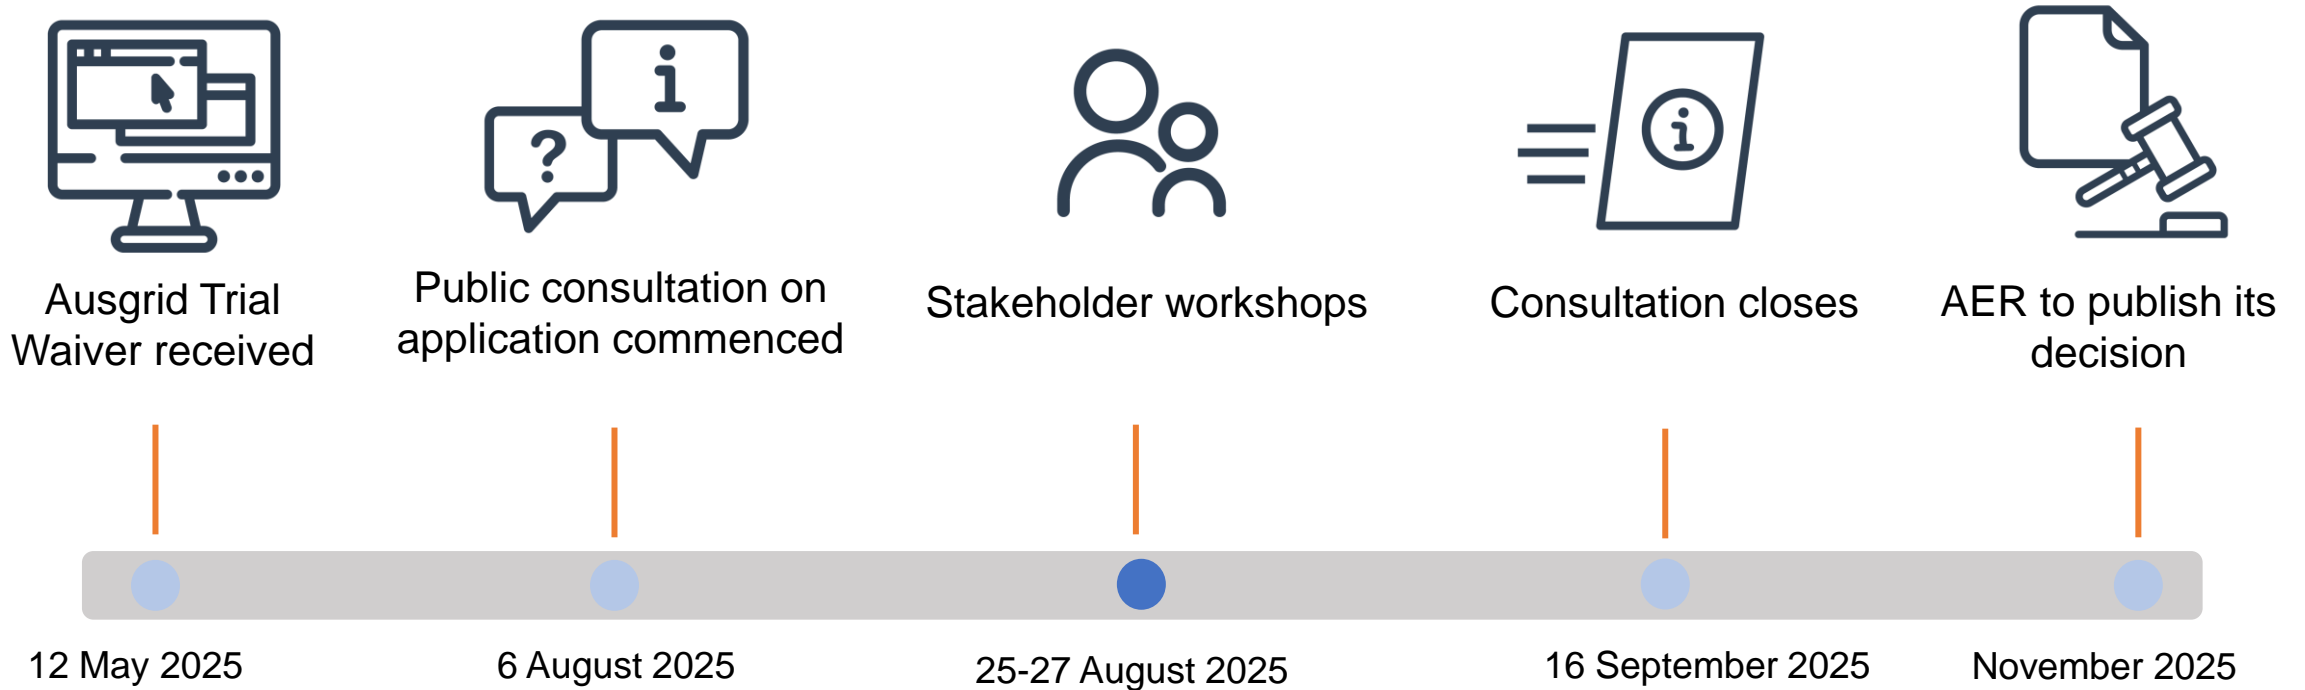 Ausgrid Trial
Waiver received
Public consultation on
application commenced
Stakeholder workshops
Consultation closes
AER to publish its
decision
12 May 2025
6 August 2025
25-27 August 2025
16 September 2025
November 2025